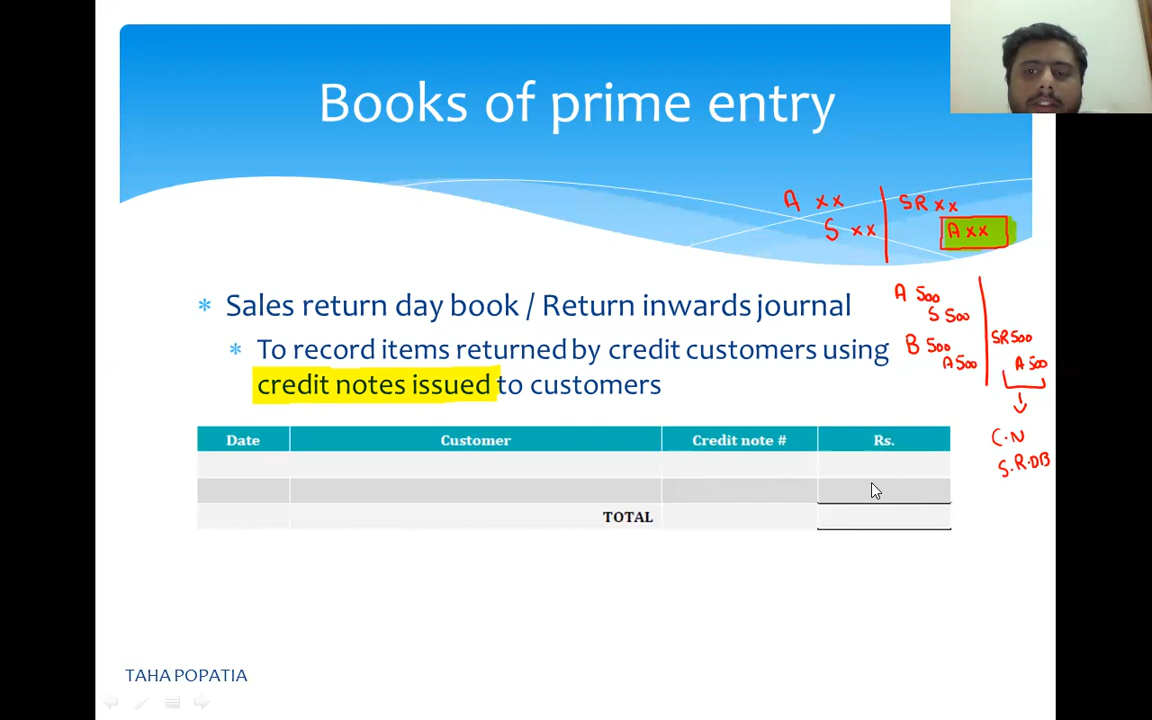 Books of prime entry
A xx
S xx
SR xx
A xx
Sales return day book / Return inwards journal
To record items returned by credit customers using
credit notes issued to customers
A 500
S 500
B 500
A 500
SR 500
A 500
C.N
S.R.DB
Date Customer Credit note # Rs.
TOTAL
TAHA POPATIA